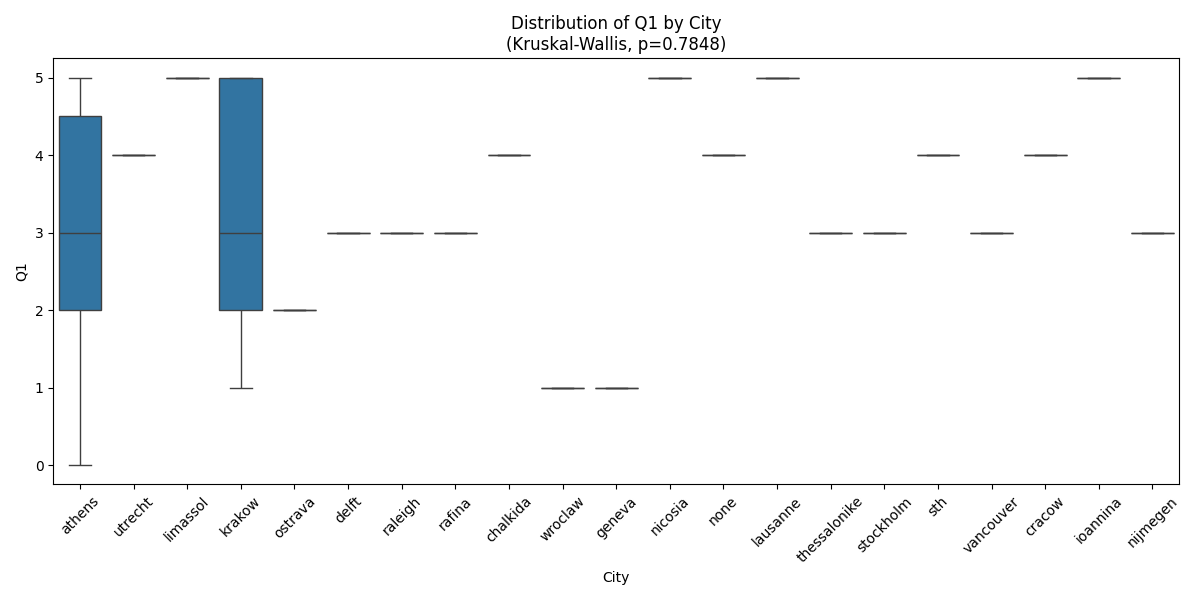 Distribution of Q1 by City
(Kruskal-Wallis, p=0.7848)
Q1
5
4
3
2
1
0
athens
utrecht
limassol
krakow
ostrava
delft
raleigh
rafina
chalkida
wroclaw
geneva
nicosia
none
lausanne
thessalonike
stockholm
sth
vancouver
cracow
ioannina
nijmegen
City